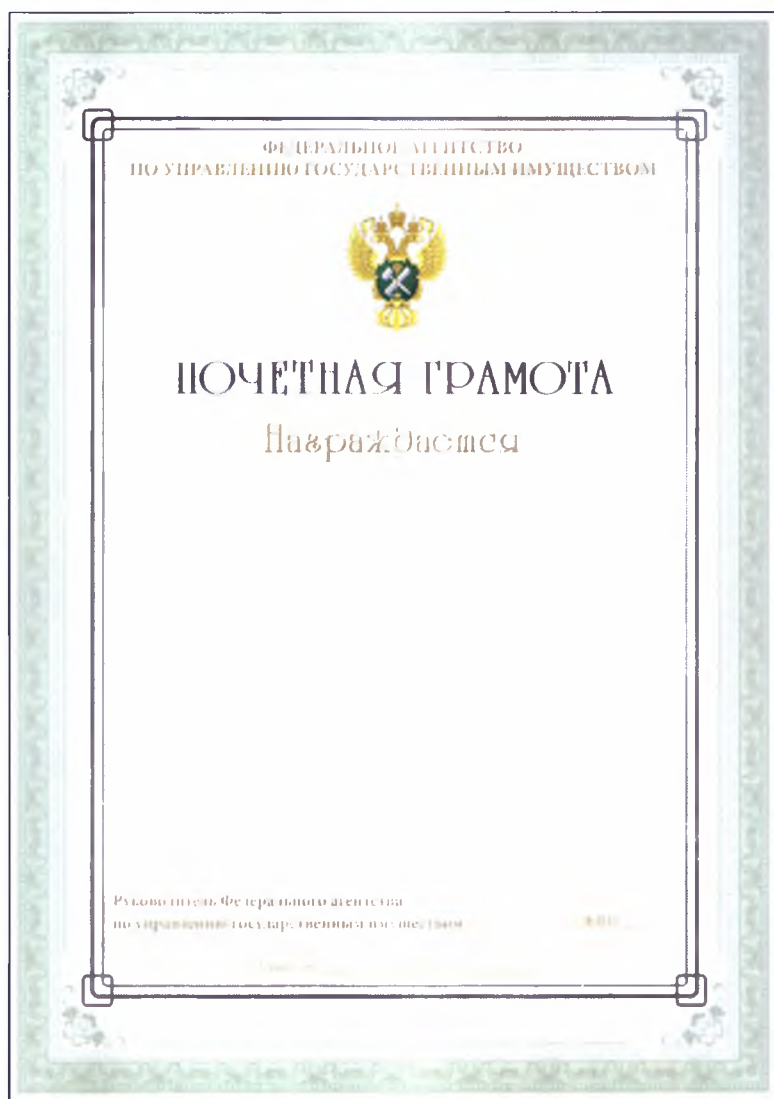 ФЕДЕРАЛЬНОЕ АГЕНТСТВО
ПО УПРАВЛЕНИЮ ГОСУДАРСТВЕННЫМ ИМУЩЕСТВОМ
ПОЧЕТНАЯ ГРАМОТА
Награждается
Руководитель Федерального агентства
по управлению государственным имуществом